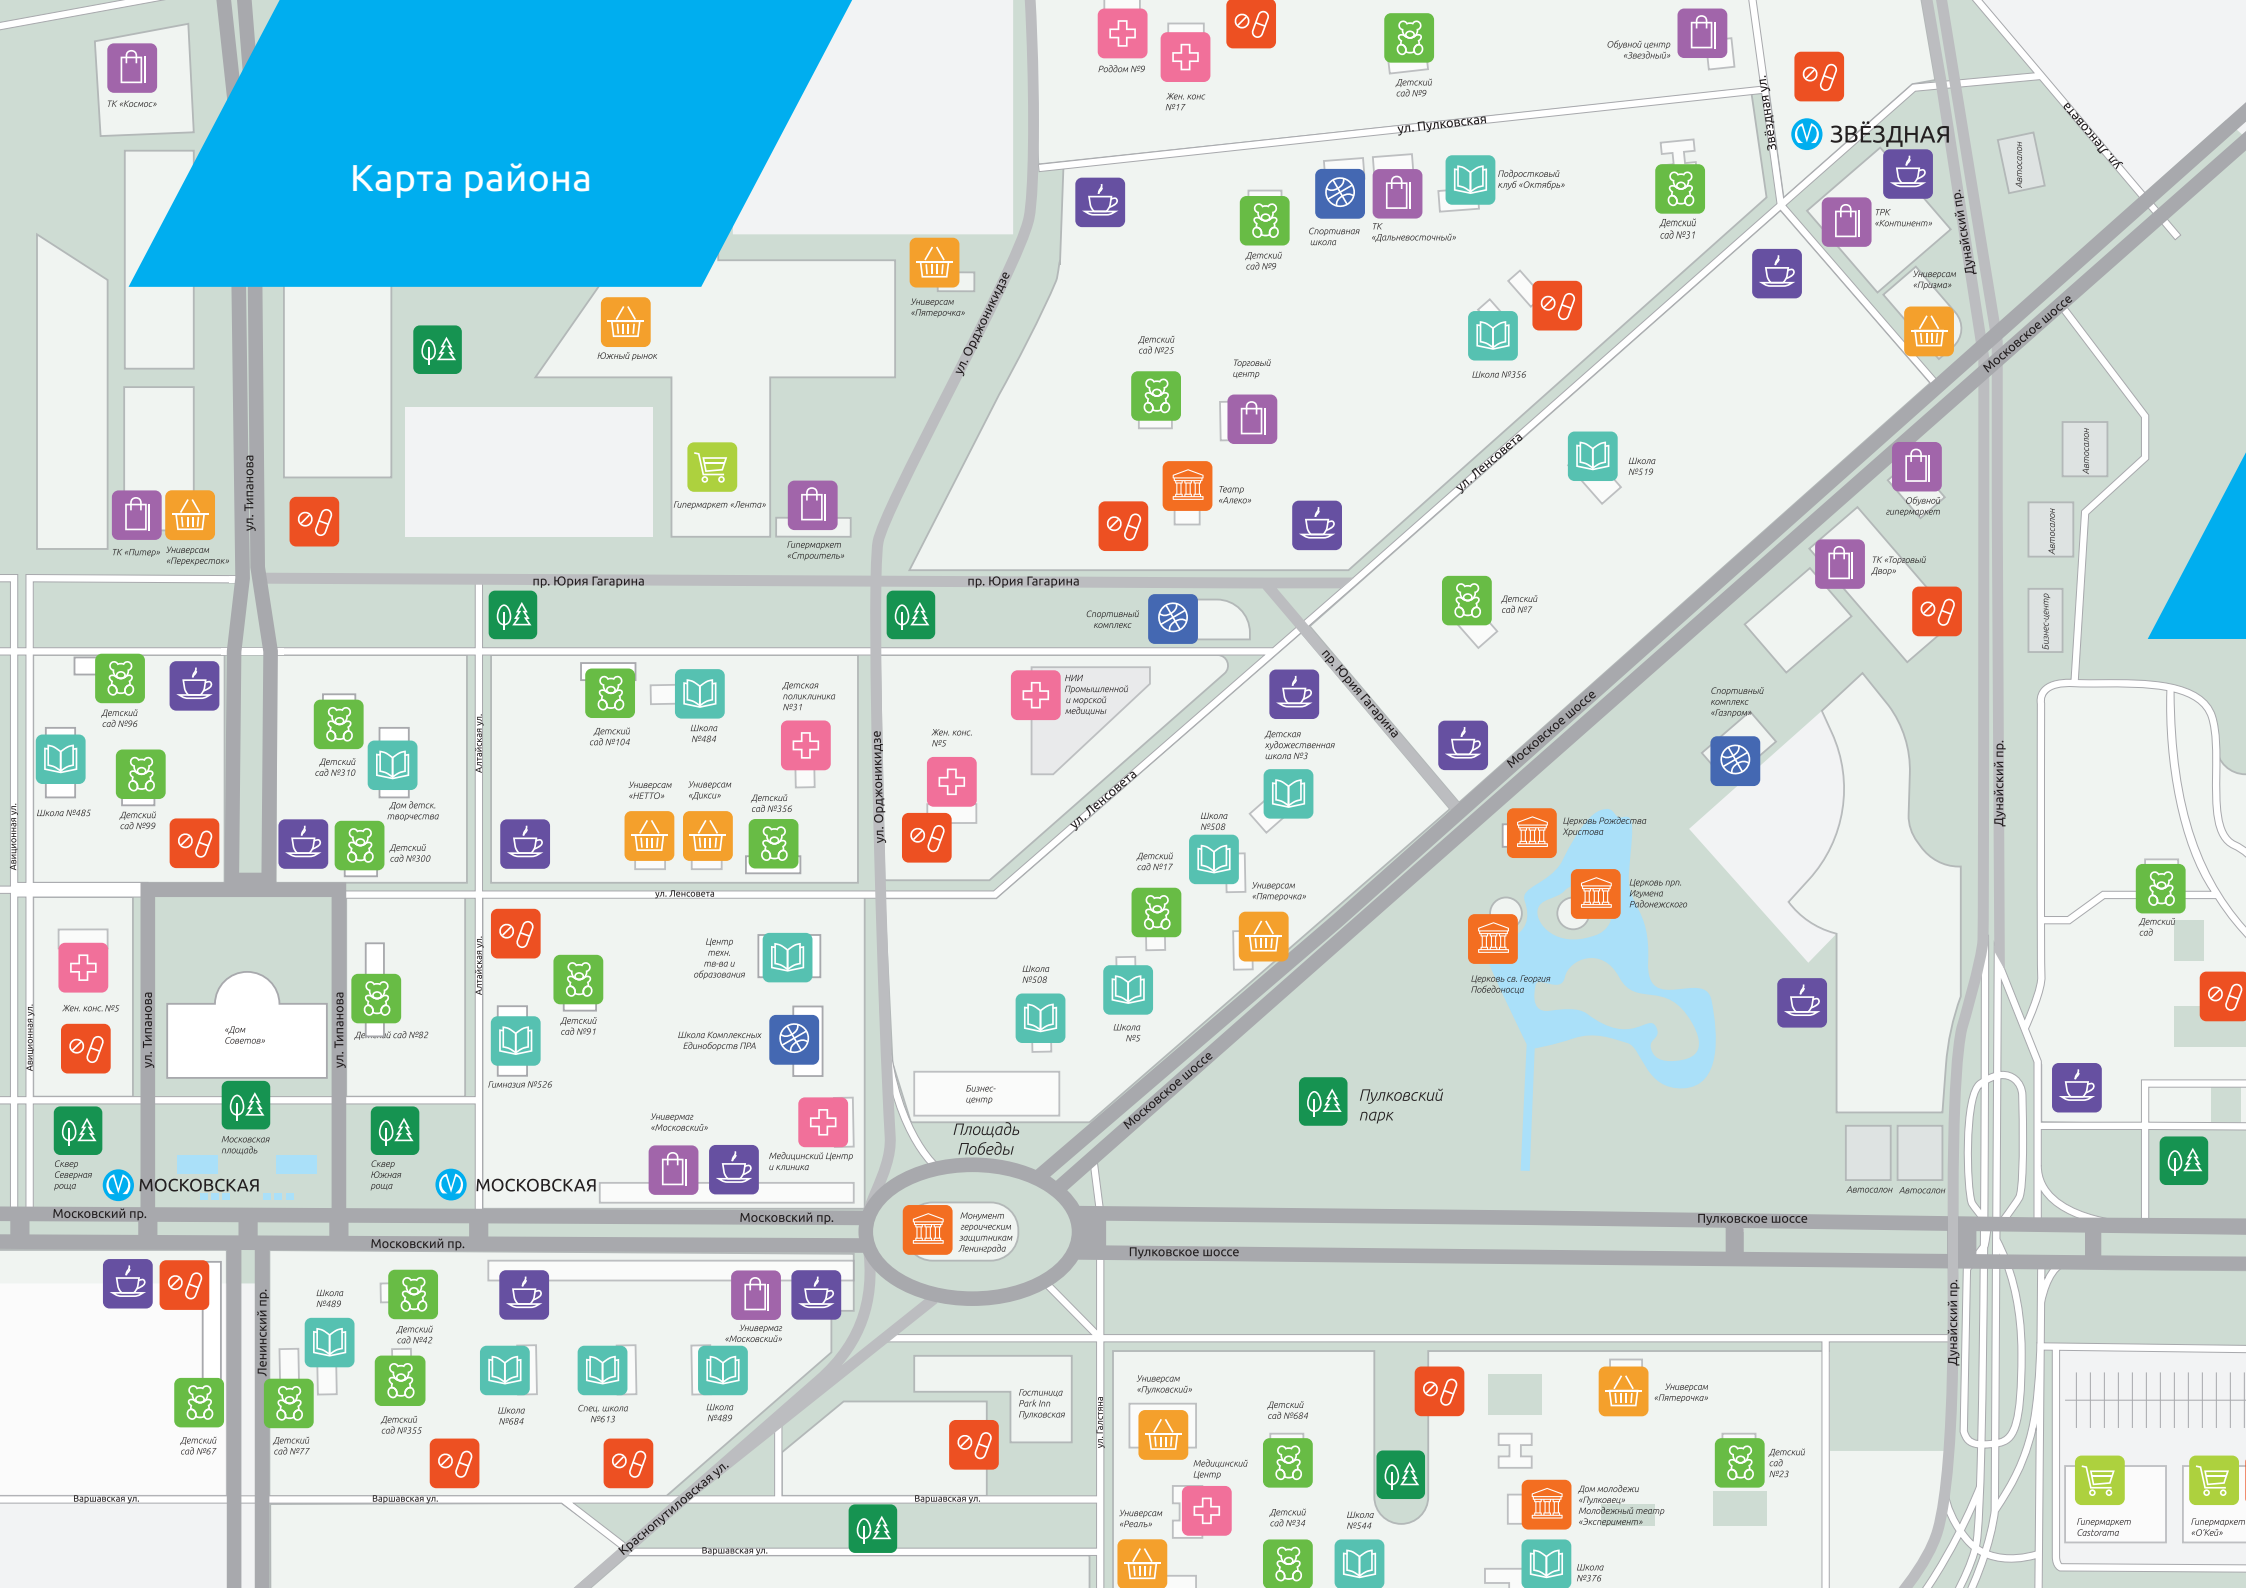 Карта района
ТК «Космос»
Роддом №9
Жен. конс
№17
Детский
сад №9
Обувной центр
«Звездный»
Звёздная ул.
ул. Пулковская
ЗВЁЗДНАЯ
ул. Ленсовета
Автосалон
Дунайский пр.
ТРК
«Континент»
Универсам
«Призма»
Московское шоссе
Подростковый
клуб «Октябрь»
Спортивная
школа
ТК
«Дальневосточный»
Детский
сад №9
Детский
сад №31
Универсам
«Пятерочка»
ул. Орджоникидзе
Южный рынок
Детский
сад №25
Торговый
центр
Школа №356
ул. Ленсовета
Школа
№519
Автосалон
Автосалон
Бизнес-центр
Обувной
гипермаркет
ТК «Торговый
Двор»
ул. Типанова
Гипермаркет «Лента»
Гипермаркет
«Строитель»
Театр
«Алеко»
ТК «Питер»
Универсам
«Перекресток»
пр. Юрия Гагарина
пр. Юрия Гагарина
Спортивный
комплекс
Детский
сад №7
пр. Юрия Гагарина
Московское шоссе
Спортивный
комплекс
«Газпром»
Дунайский пр.
Детский
сад №96
Школа №485
Детский
сад №99
Авиционная ул.
Детский
сад №310
Дом детск.
творчества
Детский
сад №300
Алтайская ул.
Детский
сад №104
Школа
№484
Детская
поликлиника
№31
Универсам
«НЕТТО»
Универсам
«Дикси»
Детский
сад №356
ул. Орджоникидзе
Жен. конс.
№5
НИИ
Промышленной
и морской
медицины
ул. Ленсовета
Детская
художественная
школа №3
Школа
№508
Детский
сад №17
Универсам
«Пятерочка»
Церковь Рождества
Христова
Церковь прп.
Игумена
Радонежского
Церковь св. Георгия
Победоносца
Детский
сад
ул. Ленсовета
Жен. конс. №5
Авиционная ул.
ул. Типанова
«Дом
Советов»
ул. Типанова
Детский сад №82
Алтайская ул.
Детский
сад №91
Гимназия №526
Центр
техн.
тв-ва и
образования
Школа Комплексных
Единоборств ПРА
Школа
№508
Школа
№5
Бизнес-
центр
Московское шоссе
Пулковский
парк
Площадь
Победы
Универмаг
«Московский»
Медицинский Центр
и клиника
Сквер
Северная
роща
Московская
площадь
Сквер
Южная
роща
МОСКОВСКАЯ
МОСКОВСКАЯ
Автосалон
Автосалон
Московский пр.
Московский пр.
Московский пр.
Монумент
героическим
защитникам
Ленинграда
Пулковское шоссе
Пулковское шоссе
Ленинский пр.
Школа
№489
Детский
сад №42
Универмаг
«Московский»
Дунайский пр.
Детский
сад №67
Детский
сад №77
Детский
сад №355
Школа
№684
Спец. школа
№613
Школа
№489
Гостиница
Park Inn
Пулковская
ул. Галстяна
Универсам
«Пулковский»
Детский
сад №684
Универсам
«Пятерочка»
Детский
сад
№23
Медицинский
Центр
Варшавская ул.
Варшавская ул.
Варшавская ул.
Краснопутиловская ул.
Варшавская ул.
Универсам
«Реаль»
Детский
сад №34
Школа
№544
Дом молодежи
«Пулковец»
Молодежный театр
«Эксперимент»
Школа
№376
Гипермаркет
Castorama
Гипермаркет
«О'Кей»